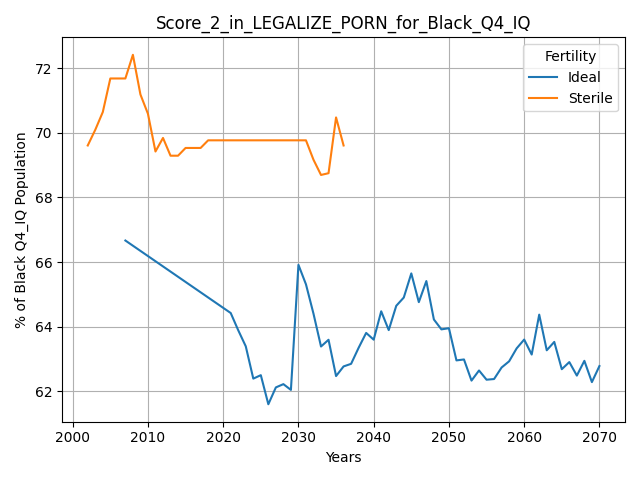 Score_2_in_LEGALIZE_PORN_for_Black_Q4_IQ
% of Black Q4_IQ Population
72
70
68
66
64
62
Fertility
Ideal
Sterile
2000 2010 2020 2030 2040 2050 2060 2070
Years